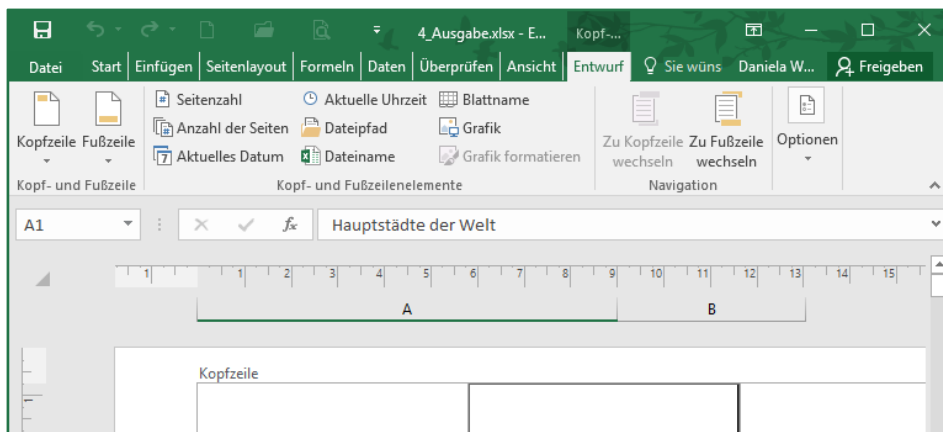 4_Ausgabe.xlsx - E... Kopf-...
Datei Start Einfügen Seitenlayout Formeln Daten Überprüfen Ansicht Entwurf Sie wüns Daniela W... Freigeben
# Seitenzahl Aktuelle Uhrzeit Blattname
Anzahl der Seiten Dateipfad Grafik
7 Aktuelles Datum Dateiname Grafik formatieren
Kopfzeile Fußzeile
Zu Kopfzeile wechseln
Zu Fußzeile wechseln
Optionen
Kopf- und Fußzeile Kopf- und Fußzeilenelemente Navigation
A1 fx Hauptstädte der Welt
1 1 2 3 4 5 6 7 8 9 10 11 12 13 14 15
A B
Kopfzeile
1